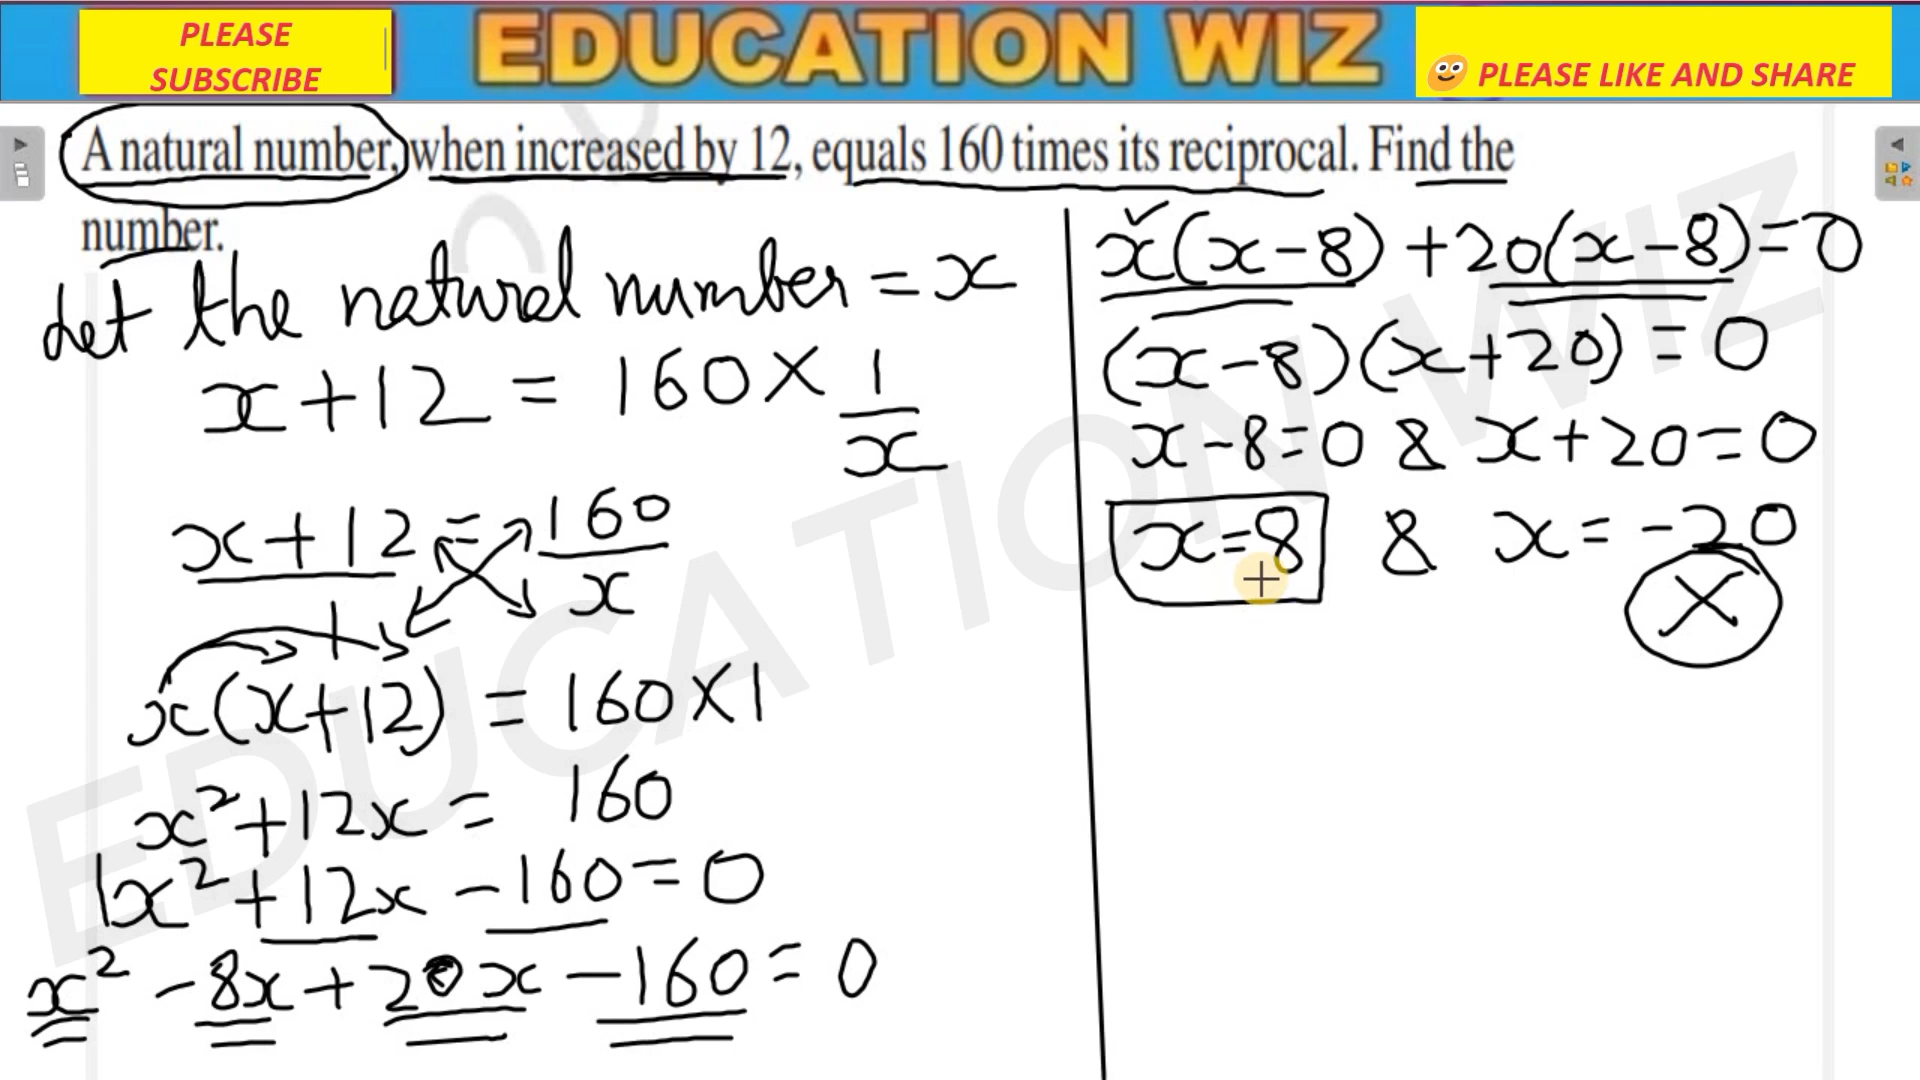 PLEASE
SUBSCRIBE
EDUCATION WIZ
PLEASE LIKE AND SHARE
A natural number, when increased by 12, equals 160 times its reciprocal. Find the
number.
Let the natural number = x
x + 12 = 160 × 1/x
x + 12 / 1 = 160 / x
x(x+12) = 160 × 1
x² + 12x = 160
1x² + 12x - 160 = 0
x² - 8x + 20x - 160 = 0
x(x-8) + 20(x-8) = 0
(x-8)(x+20) = 0
x-8=0 & x+20=0
x=8 & x=-20
X
EDUCATION WIZ